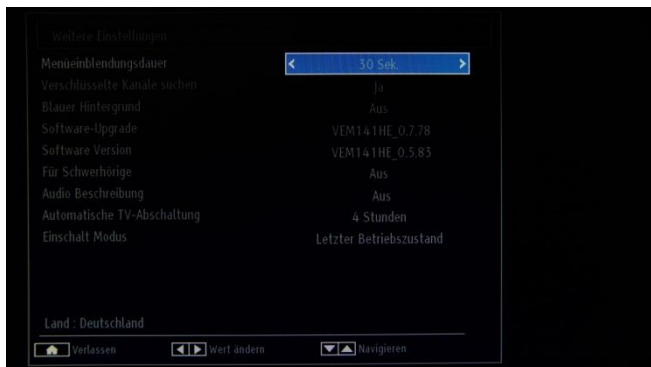 Weitere Einstellungen
Menüeinblendungsdauer 30 Sek.
Verschlüsselte Kanäle suchen Ja
Blauer Hintergrund Aus
Software-Upgrade VEM141HE_0.7.78
Software Version VEM141HE_0.5.83
Für Schwerhörige Aus
Audio Beschreibung Aus
Automatische TV-Abschaltung 4 Stunden
Einschalt Modus Letzter Betriebszustand
Land : Deutschland
Verlassen Wert ändern Navigieren